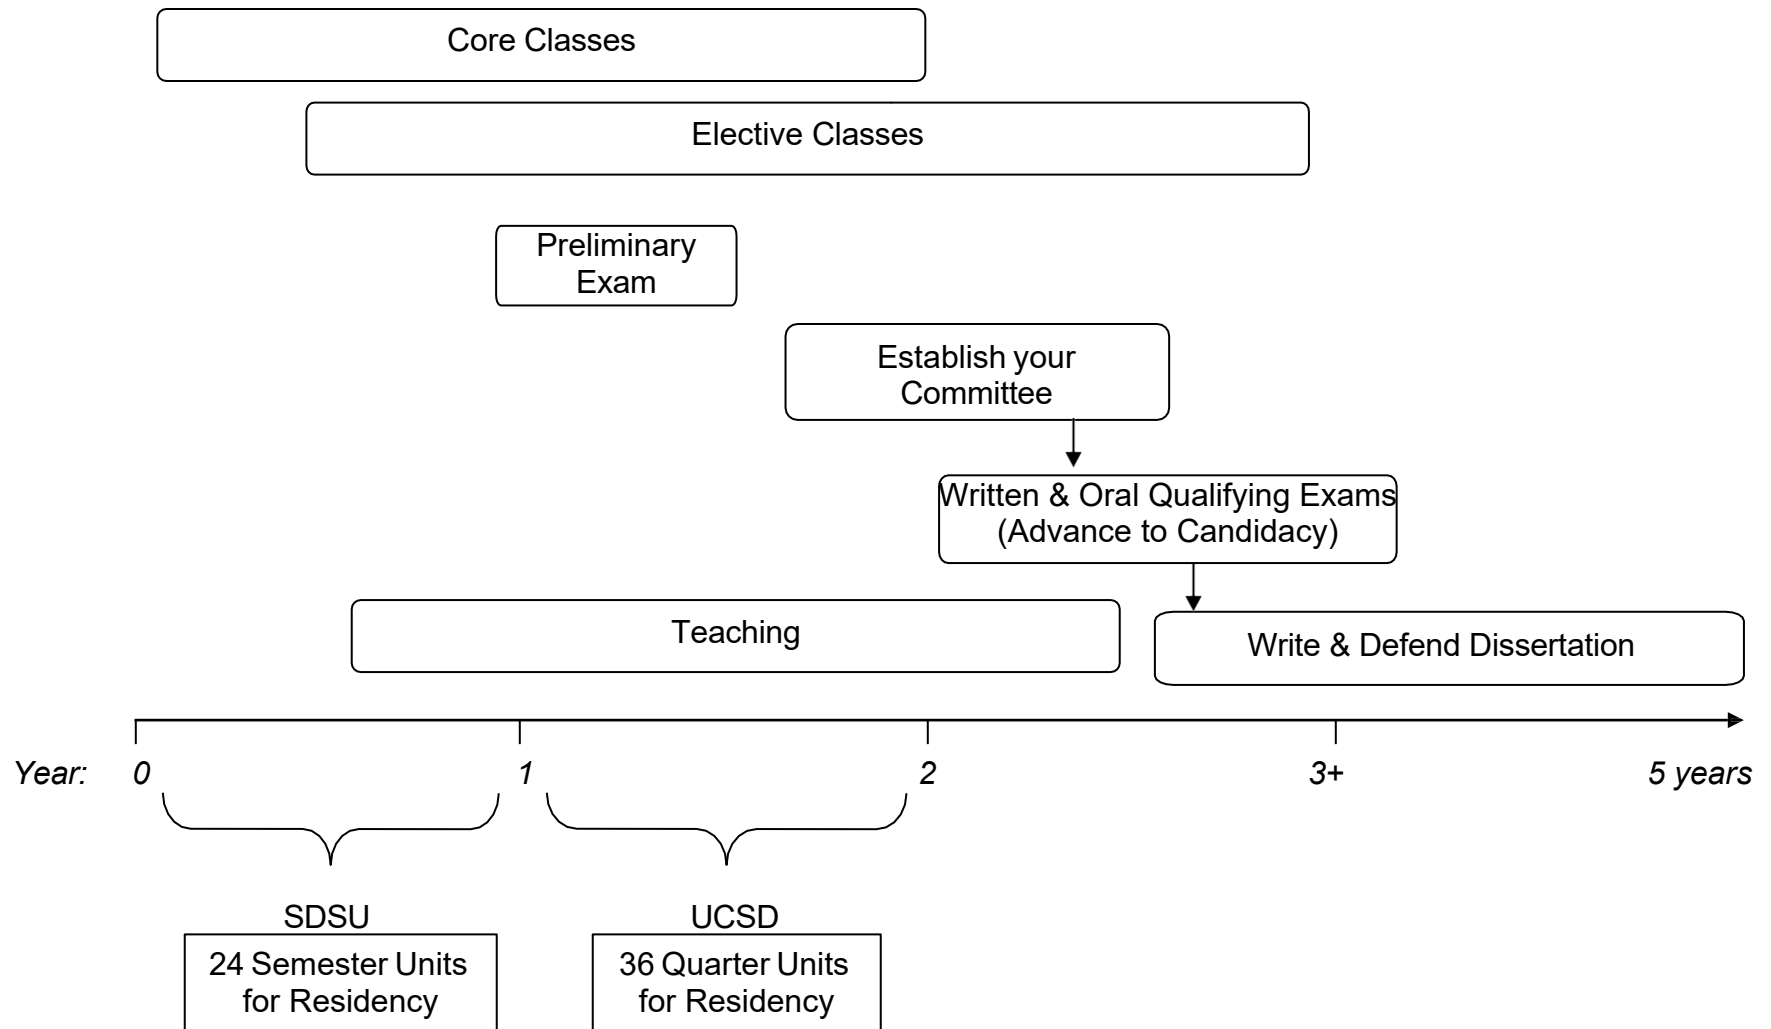 Core Classes
Elective Classes
Preliminary
Exam
Establish your
Committee
Written & Oral Qualifying Exams
(Advance to Candidacy)
Teaching
Write & Defend Dissertation
Year: 0 1 2 3+ 5 years
SDSU
24 Semester Units
for Residency
UCSD
36 Quarter Units
for Residency